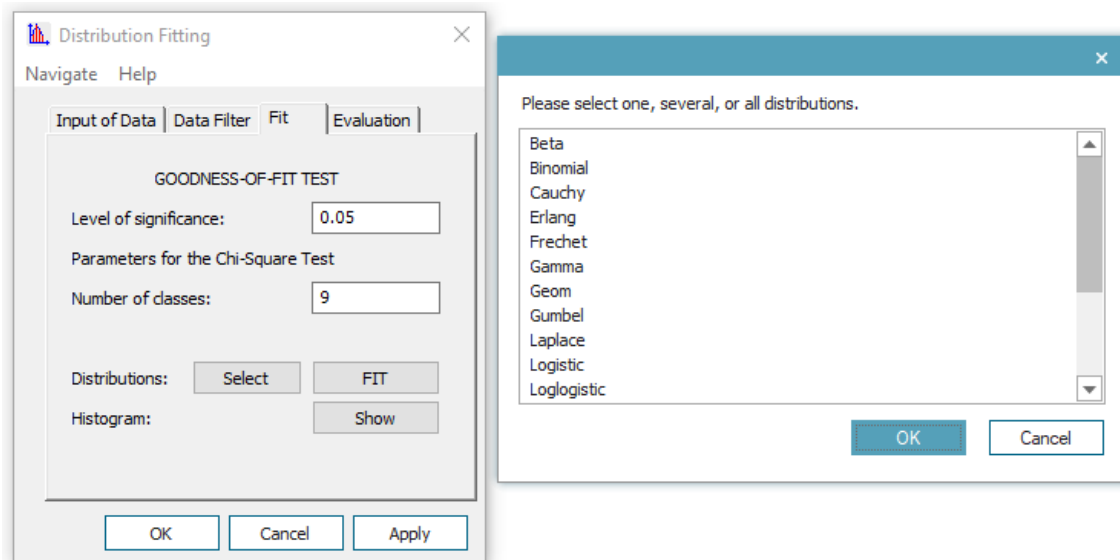 Distribution Fitting
Navigate Help
Input of Data Data Filter Fit Evaluation
GOODNESS-OF-FIT TEST
Level of significance: 0.05
Parameters for the Chi-Square Test
Number of classes: 9
Distributions: Select FIT
Histogram: Show
OK Cancel Apply
Please select one, several, or all distributions.
Beta
Binomial
Cauchy
Erlang
Frechet
Gamma
Geom
Gumbel
Laplace
Logistic
Loglogistic
OK Cancel